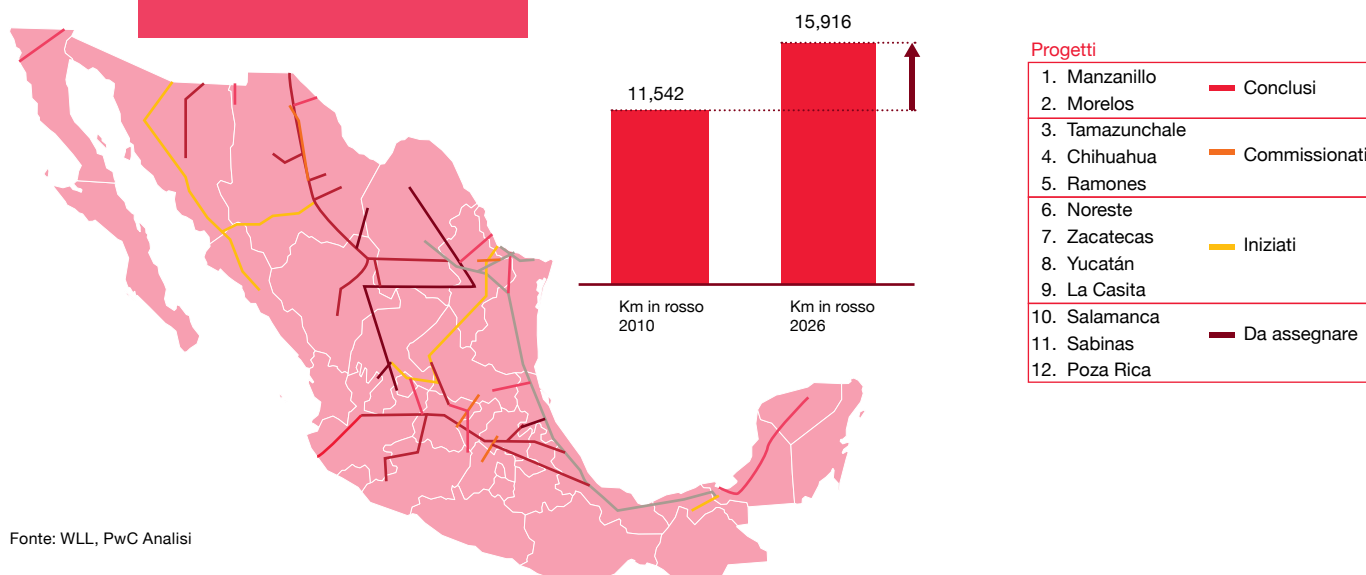 11,542
15,916
Km in rosso
2010
Km in rosso
2026
Progetti
1. Manzanillo
2. Morelos
Conclusi
3. Tamazunchale
4. Chihuahua
5. Ramones
Commissionati
6. Noreste
7. Zacatecas
8. Yucatán
9. La Casita
Iniziati
10. Salamanca
11. Sabinas
12. Poza Rica
Da assegnare
Fonte: WLL, PwC Analisi